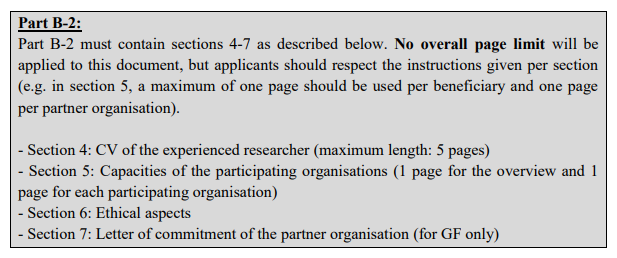 Part B-2:
Part B-2 must contain sections 4-7 as described below. No overall page limit will be
applied to this document, but applicants should respect the instructions given per section
(e.g. in section 5, a maximum of one page should be used per beneficiary and one page
per partner organisation).
- Section 4: CV of the experienced researcher (maximum length: 5 pages)
- Section 5: Capacities of the participating organisations (1 page for the overview and 1
page for each participating organisation)
- Section 6: Ethical aspects
- Section 7: Letter of commitment of the partner organisation (for GF only)